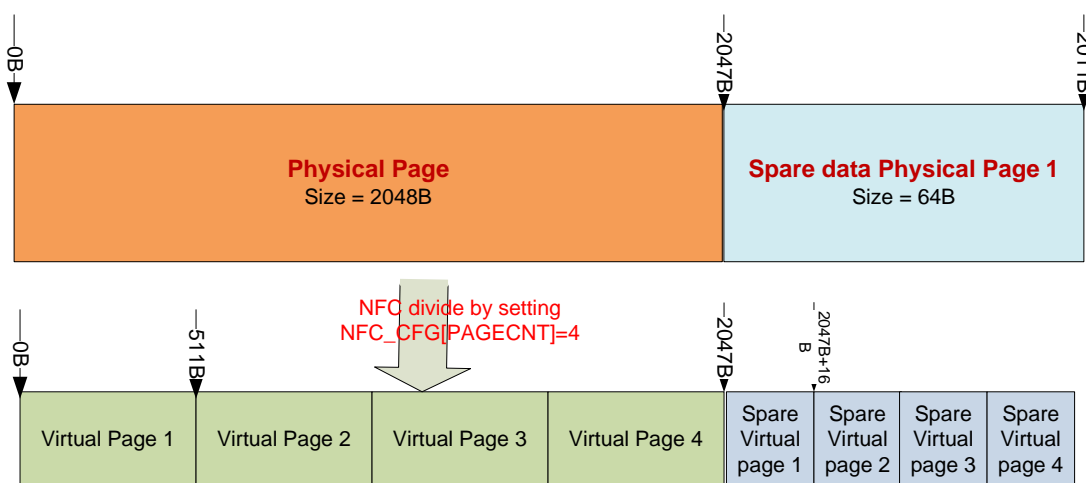 0B
2047B
2011B
Physical Page
Size = 2048B
Spare data Physical Page 1
Size = 64B
NFC divide by setting
NFC_CFG[PAGECNT]=4
0B
511B
2047B
2047B+16
B
Virtual Page 1
Virtual Page 2
Virtual Page 3
Virtual Page 4
Spare
Virtual
page 1
Spare
Virtual
page 2
Spare
Virtual
page 3
Spare
Virtual
page 4